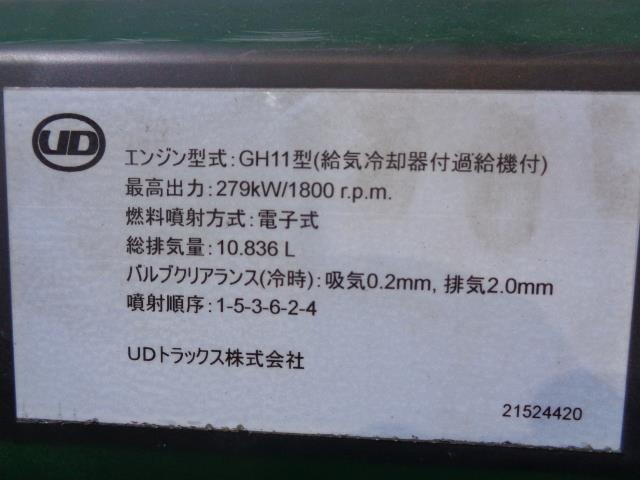 UD
エンジン型式:GH11型(給気冷却器付過給機付)
最高出力:279kW/1800 r.p.m.
燃料噴射方式:電子式
総排気量:10.836 L
バルブクリアランス(冷時):吸気0.2mm, 排気2.0mm
噴射順序:1-5-3-6-2-4
UDトラックス株式会社
21524420